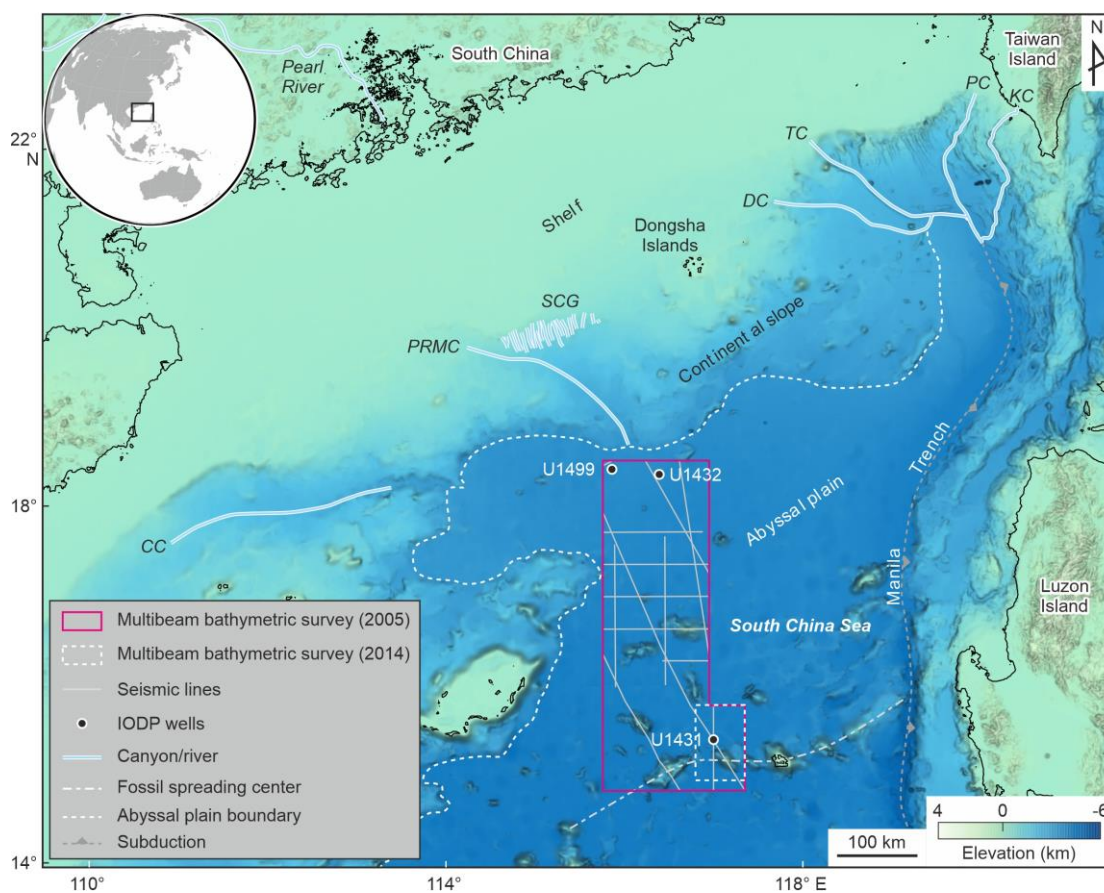 South China
Taiwan
Island
N
Pearl
River
PC
KC
22°
N
TC
DC
Shelf
Dongsha
Islands
SCG
PRMC
Continent al slope
Trench
U1499
U1432
18°
Abyssal plain
CC
Manila
Luzon
Island
Multibeam bathymetric survey (2005)
South China Sea
Multibeam bathymetric survey (2014)
Seismic lines
IODP wells
U1431
Canyon/river
Fossil spreading center
Abyssal plain boundary
4
0
-6
Subduction
100 km
Elevation (km)
14°
110°
114°
118° E